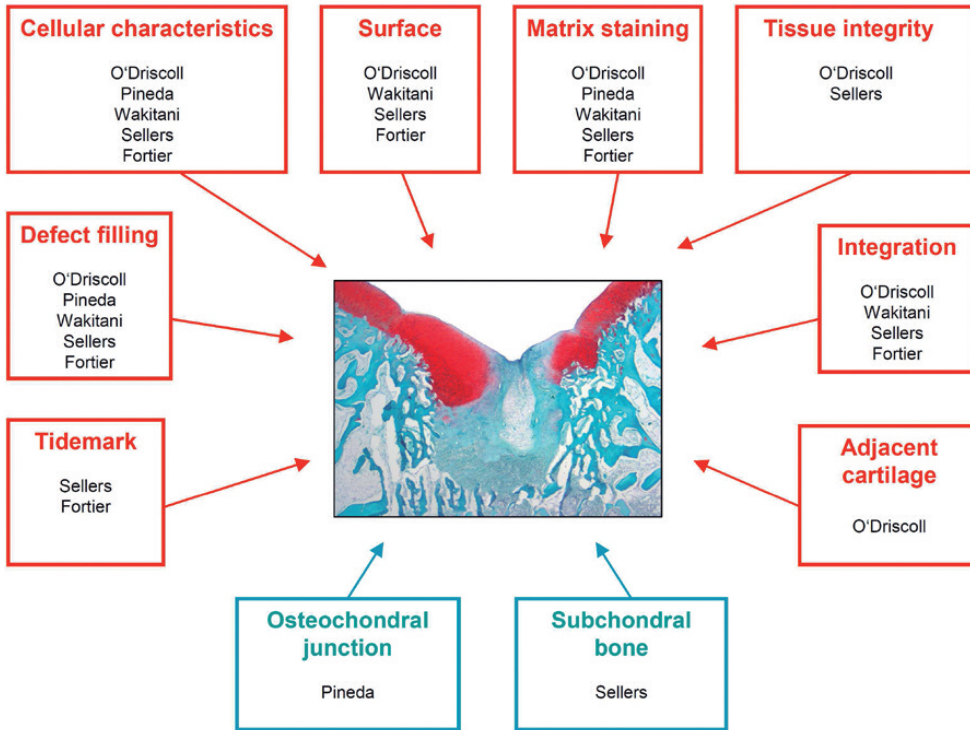 Cellular characteristics
O‘Driscoll
Pineda
Wakitani
Sellers
Fortier
Surface
O‘Driscoll
Wakitani
Sellers
Fortier
Matrix staining
O‘Driscoll
Pineda
Wakitani
Sellers
Fortier
Tissue integrity
O‘Driscoll
Sellers
Defect filling
O‘Driscoll
Pineda
Wakitani
Sellers
Fortier
Integration
O‘Driscoll
Wakitani
Sellers
Fortier
Tidemark
Sellers
Fortier
Adjacent
cartilage
O‘Driscoll
Osteochondral
junction
Pineda
Subchondral
bone
Sellers